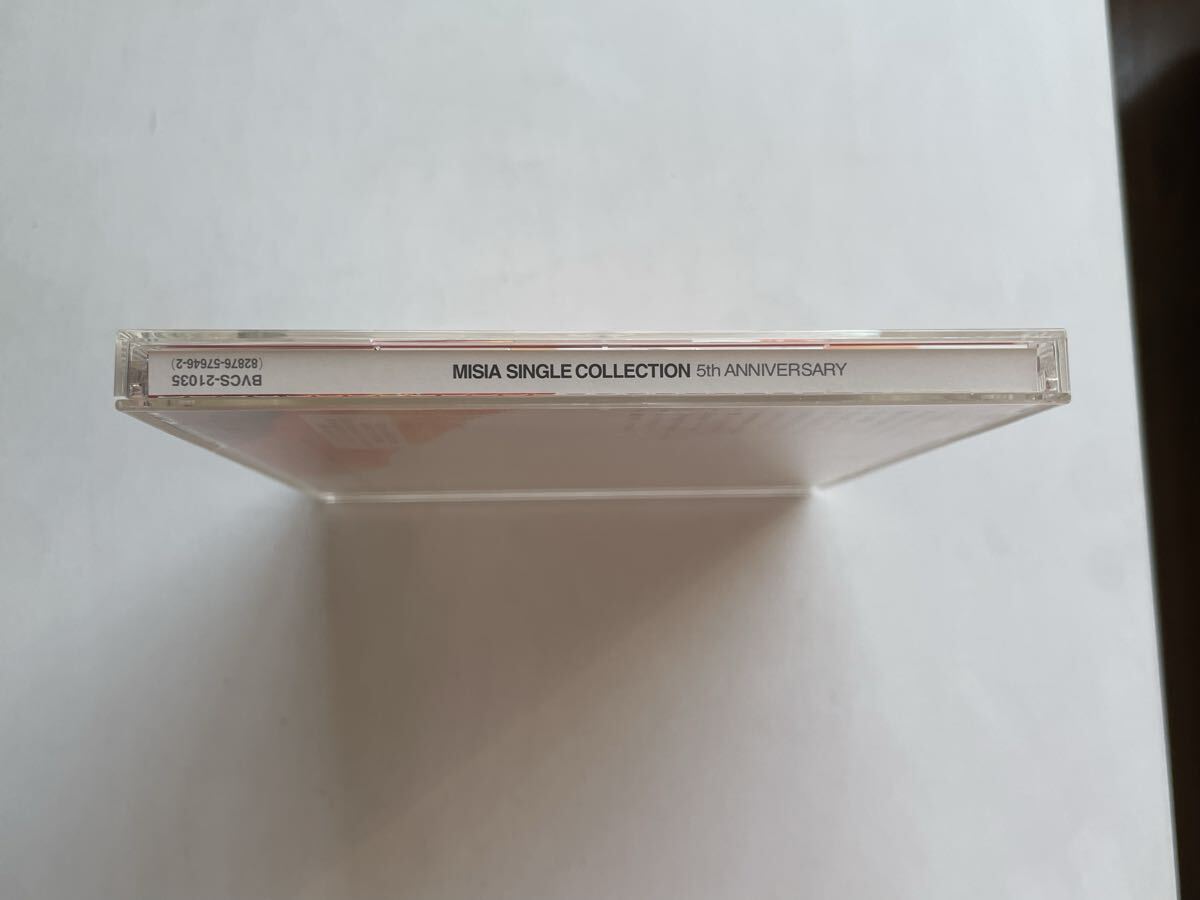 MISIA SINGLE COLLECTION 5th ANNIVERSARY
BVCS-21035
(82876-57646-2)